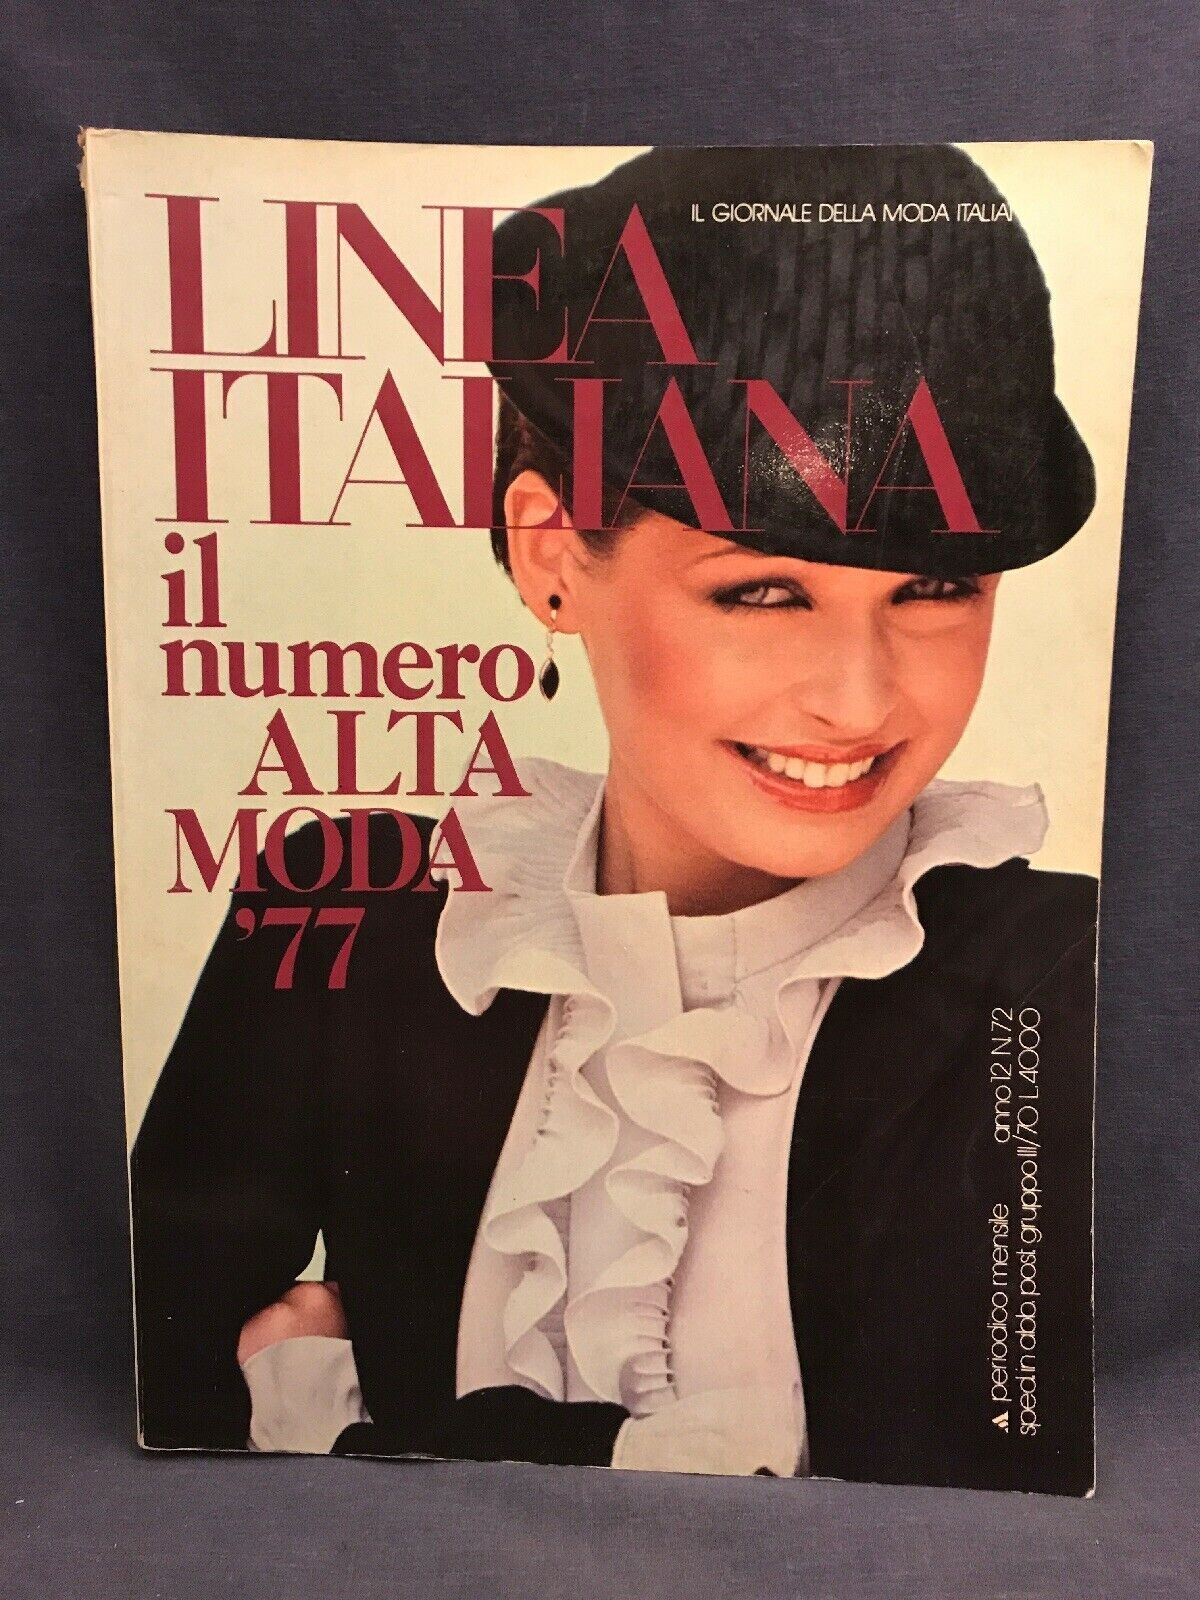 IL GIORNALE DELLA MODA ITALIAN
LINEA
ITALIANA
il
numero
ALTA
MODA
'77
periodico mensile anno 12 N.72
sped.in abb. post. gruppo III/70 L.4000